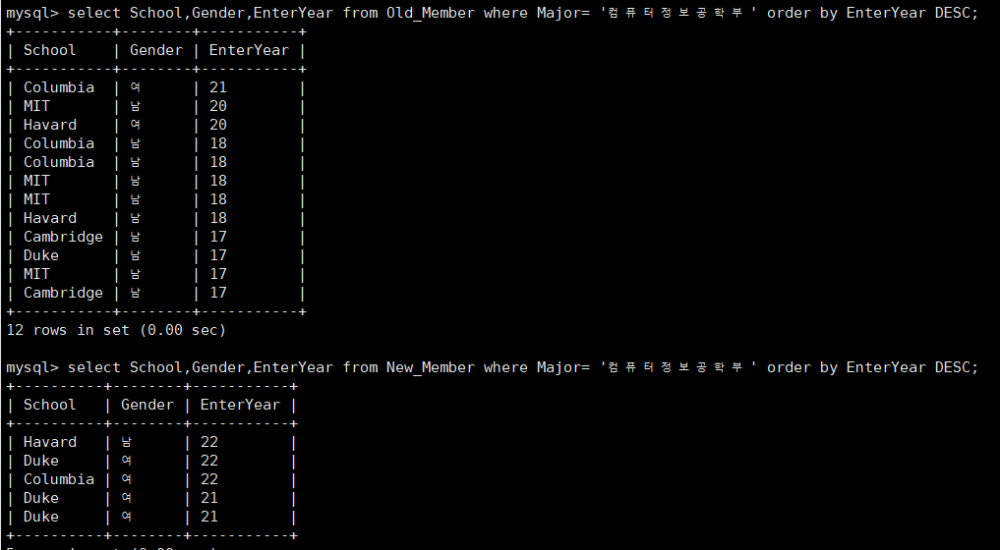 mysql> select School,Gender,EnterYear from Old_Member where Major= '컴퓨터정보공학부' order by EnterYear DESC;
+-----------+--------+-----------+
| School    | Gender | EnterYear |
+-----------+--------+-----------+
| Columbia  | 여     | 21        |
| MIT       | 남     | 20        |
| Havard    | 여     | 20        |
| Columbia  | 남     | 18        |
| Columbia  | 남     | 18        |
| MIT       | 남     | 18        |
| MIT       | 남     | 18        |
| Havard    | 남     | 18        |
| Cambridge | 남     | 17        |
| Duke      | 남     | 17        |
| MIT       | 남     | 17        |
| Cambridge | 남     | 17        |
+-----------+--------+-----------+
12 rows in set (0.00 sec)
mysql> select School,Gender,EnterYear from New_Member where Major= '컴퓨터정보공학부' order by EnterYear DESC;
+----------+--------+-----------+
| School   | Gender | EnterYear |
+----------+--------+-----------+
| Havard   | 남     | 22        |
| Duke     | 여     | 22        |
| Columbia | 여     | 22        |
| Duke     | 여     | 21        |
| Duke     | 여     | 21        |
+----------+--------+-----------+